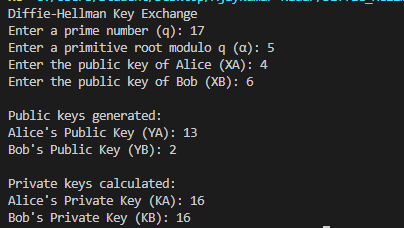 Diffie-Hellman Key Exchange
Enter a prime number (q): 17
Enter a primitive root modulo q (α): 5
Enter the public key of Alice (XA): 4
Enter the public key of Bob (XB): 6
Public keys generated:
Alice's Public Key (YA): 13
Bob's Public Key (YB): 2
Private keys calculated:
Alice's Private Key (KA): 16
Bob's Private Key (KB): 16